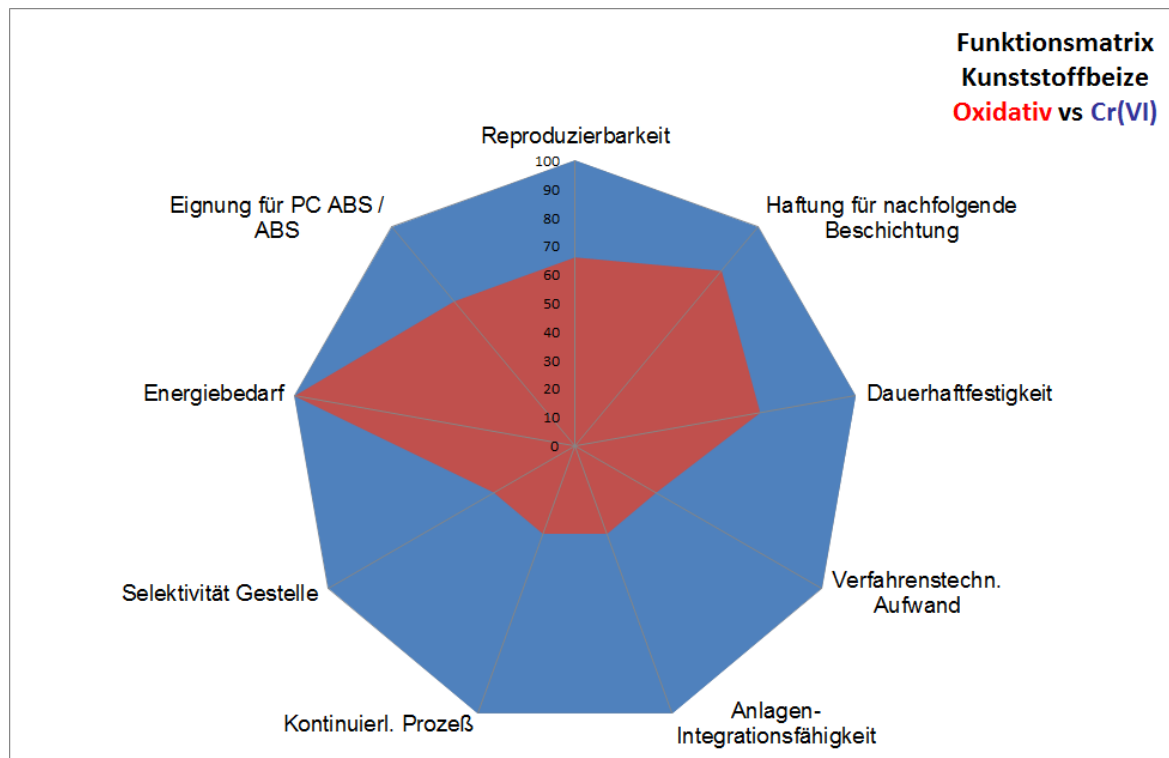 Funktionsmatrix
Kunststoffbeize
Oxidativ vs Cr(VI)
Reproduzierbarkeit
100
90
80
70
60
50
40
30
20
10
0
Haftung für nachfolgende
Beschichtung
Dauerhaftfestigkeit
Verfahrenstechn.
Aufwand
Anlagen-
Integrationsfähigkeit
Kontinuierl. Prozeß
Selektivität Gestelle
Energiebedarf
Eignung für PC ABS /
ABS